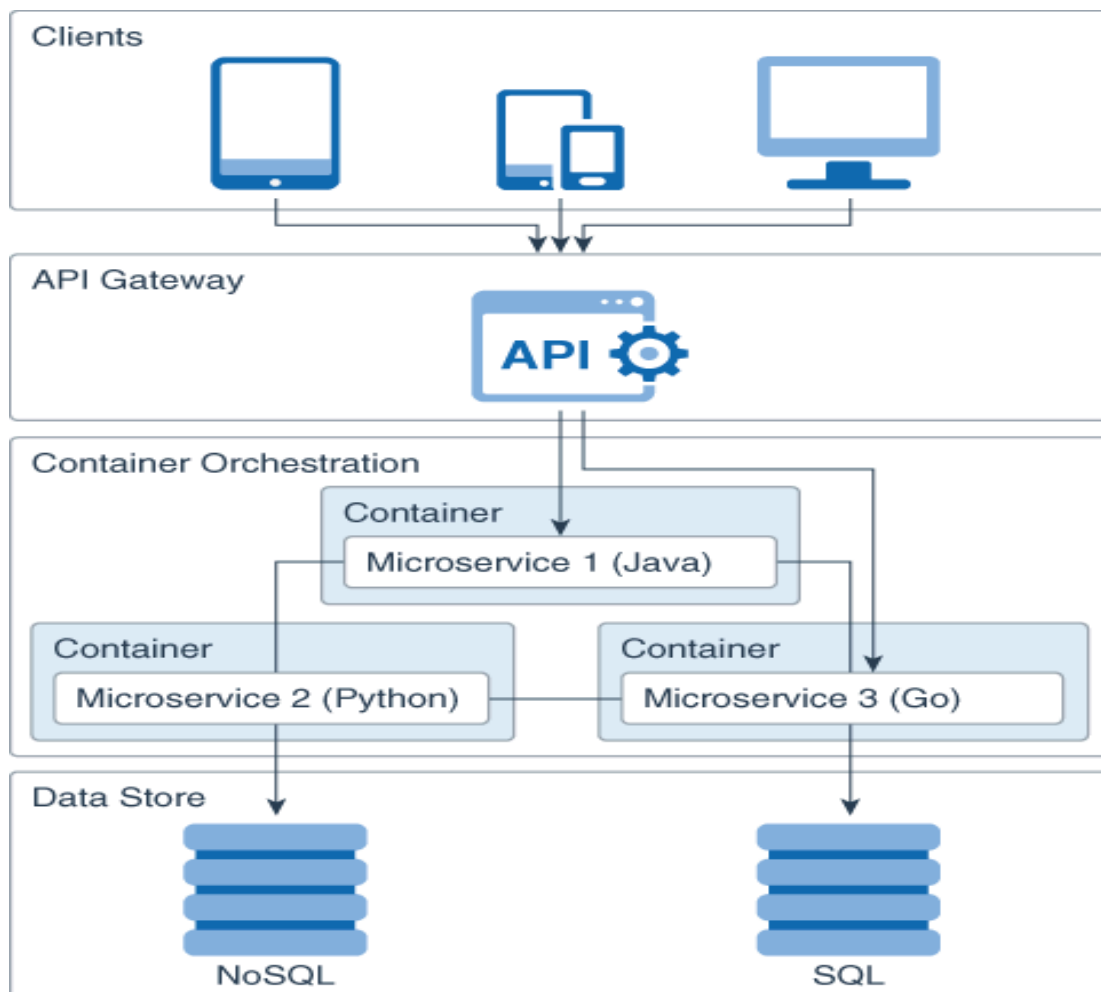 Clients
API Gateway
API
Container Orchestration
Container
Microservice 1 (Java)
Container
Microservice 2 (Python)
Container
Microservice 3 (Go)
Data Store
NoSQL
SQL